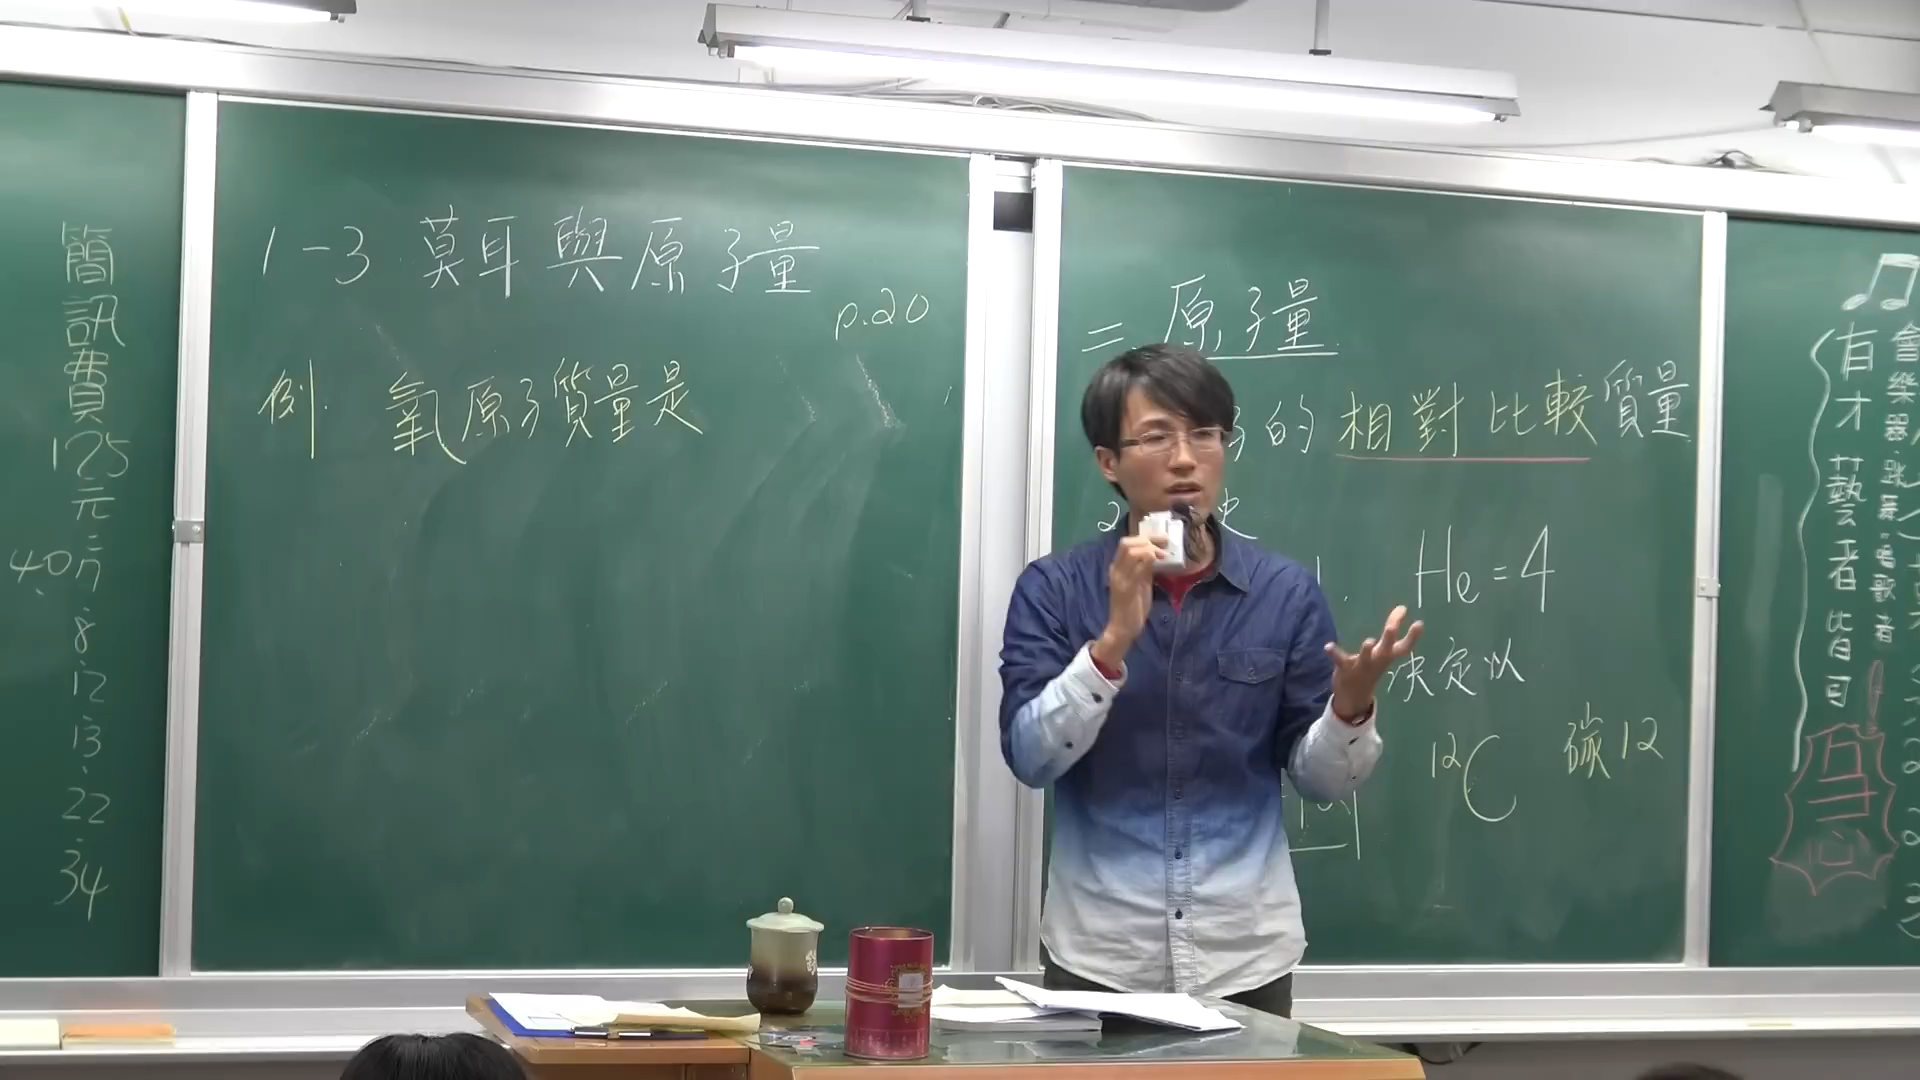 簡訊費
125元
40
7.
8.
12
13.
22
34
1-3 莫耳與原子量
p.20
例. 氧原子質量是
二. 原子量
的相對比較質量
2
史
He=4
決定以
¹²C 碳12
有才藝者皆可
會樂器.跳舞.唱歌者